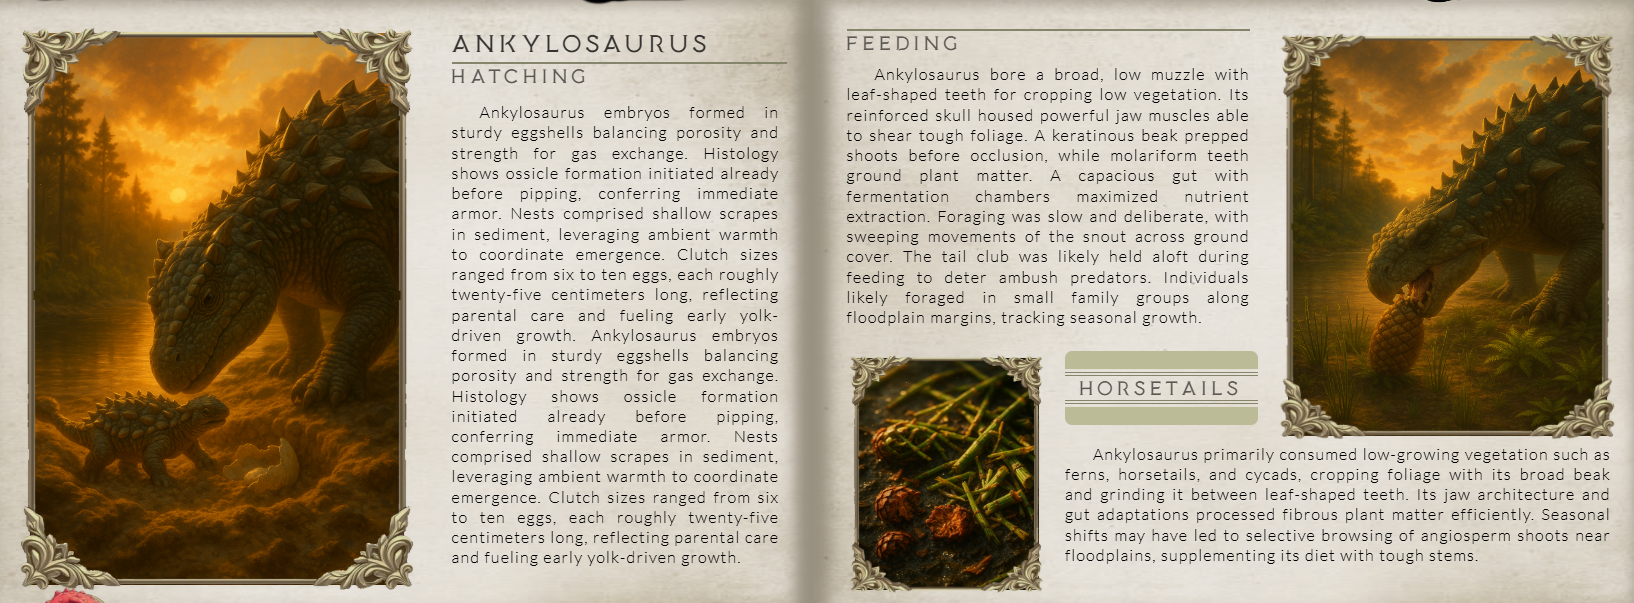 ANKYLOSAURUS
HATCHING
Ankylosaurus embryos formed in
sturdy eggshells balancing porosity and
strength for gas exchange. Histology
shows ossicle formation initiated already
before pipping, conferring immediate
armor. Nests comprised shallow scrapes
in sediment, leveraging ambient warmth
to coordinate emergence. Clutch sizes
ranged from six to ten eggs, each roughly
twenty-five centimeters long, reflecting
parental care and fueling early yolk-
driven growth. Ankylosaurus embryos
formed in sturdy eggshells balancing
porosity and strength for gas exchange.
Histology shows ossicle formation
initiated already before pipping,
conferring immediate armor. Nests
comprised shallow scrapes in sediment,
leveraging ambient warmth to coordinate
emergence. Clutch sizes ranged from six
to ten eggs, each roughly twenty-five
centimeters long, reflecting parental care
and fueling early yolk-driven growth.
FEEDING
Ankylosaurus bore a broad, low muzzle with
leaf-shaped teeth for cropping low vegetation. Its
reinforced skull housed powerful jaw muscles able
to shear tough foliage. A keratinous beak prepped
shoots before occlusion, while molariform teeth
ground plant matter. A capacious gut with
fermentation chambers maximized nutrient
extraction. Foraging was slow and deliberate, with
sweeping movements of the snout across ground
cover. The tail club was likely held aloft during
feeding to deter ambush predators. Individuals
likely foraged in small family groups along
floodplain margins, tracking seasonal growth.
HORSETAILS
Ankylosaurus primarily consumed low-growing vegetation such as
ferns, horsetails, and cycads, cropping foliage with its broad beak
and grinding it between leaf-shaped teeth. Its jaw architecture and
gut adaptations processed fibrous plant matter efficiently. Seasonal
shifts may have led to selective browsing of angiosperm shoots near
floodplains, supplementing its diet with tough stems.